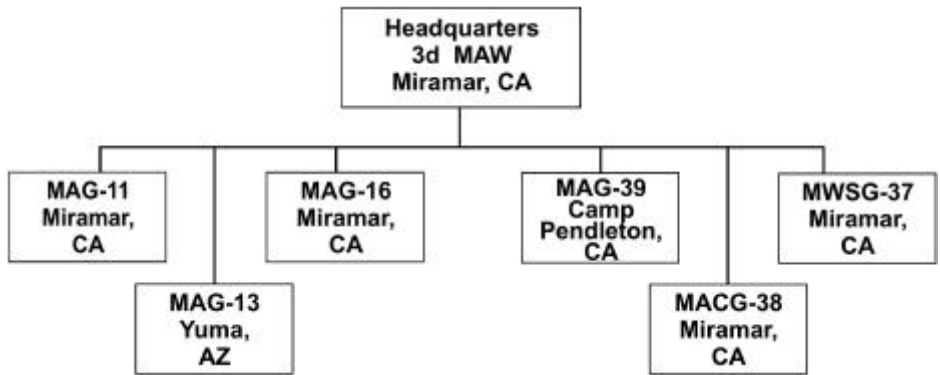 Headquarters
3d MAW
Miramar, CA
MAG-11
Miramar,
CA
MAG-16
Miramar,
CA
MAG-39
Camp
Pendleton,
CA
MWSG-37
Miramar,
CA
MAG-13
Yuma,
AZ
MACG-38
Miramar,
CA